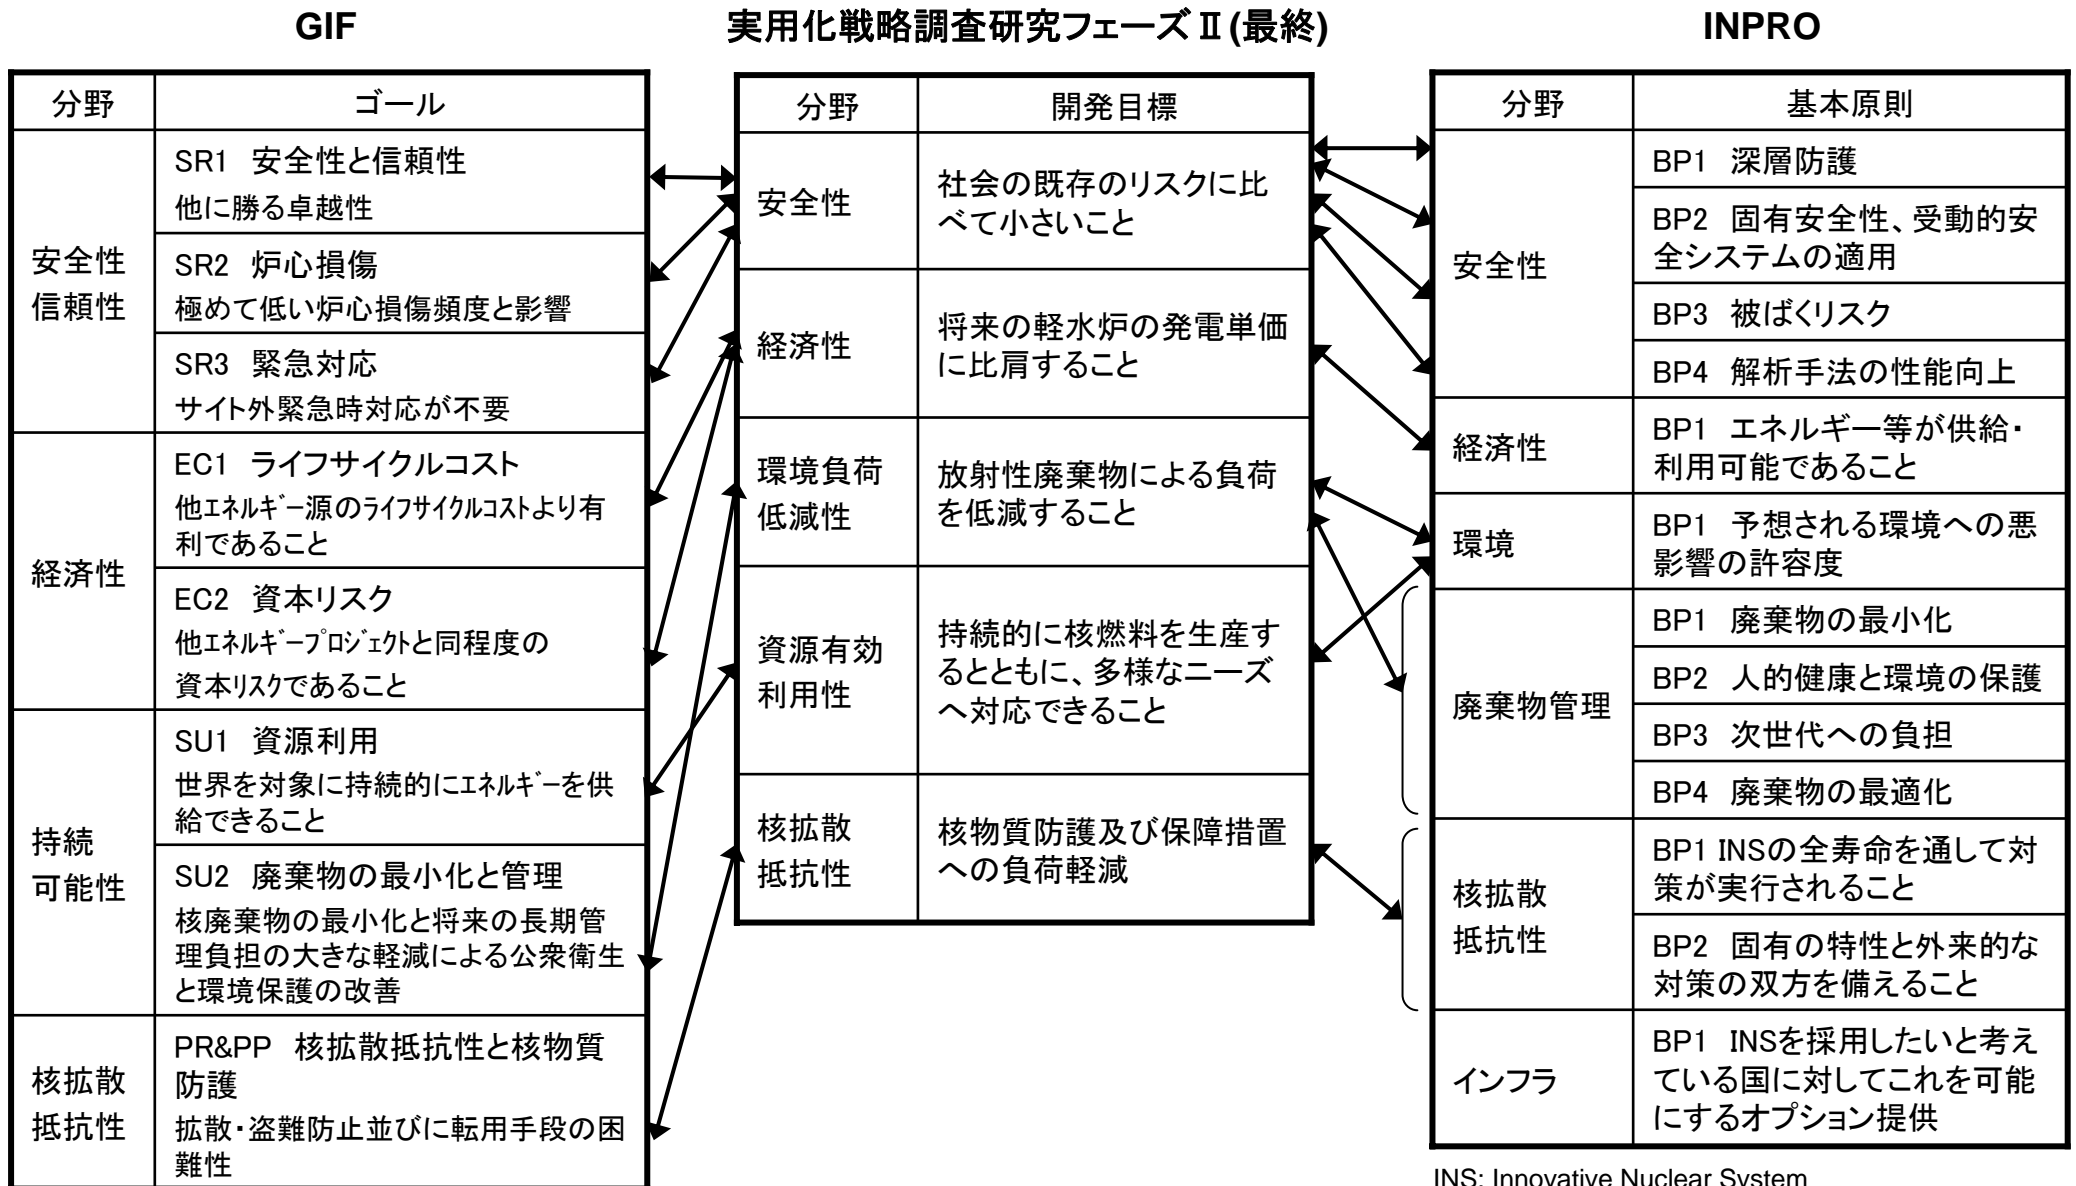 GIF
分野 ゴール
安全性
信頼性
SR1 安全性と信頼性
他に勝る卓越性
SR2 炉心損傷
極めて低い炉心損傷頻度と影響
SR3 緊急対応
サイト外緊急時対応が不要
経済性
EC1 ライフサイクルコスト
他ｴﾈﾙｷﾞｰ源のﾗｲﾌｻｲｸﾙｺｽﾄより有
利であること
EC2 資本リスク
他ｴﾈﾙｷﾞｰﾌﾟﾛｼﾞｪｸﾄと同程度の
資本ﾘｽｸであること
持続
可能性
SU1 資源利用
世界を対象に持続的にｴﾈﾙｷﾞｰを供
給できること
SU2 廃棄物の最小化と管理
核廃棄物の最小化と将来の長期管
理負担の大きな軽減による公衆衛生
と環境保護の改善
核拡散
抵抗性
PR&PP 核拡散抵抗性と核物質
防護
拡散・盗難防止並びに転用手段の困
難性
実用化戦略調査研究フェーズⅡ(最終)
分野 開発目標
安全性
社会の既存のリスクに比
べて小さいこと
経済性
将来の軽水炉の発電単価
に比肩すること
環境負荷
低減性
放射性廃棄物による負荷
を低減すること
資源有効
利用性
持続的に核燃料を生産す
るとともに、多様なニーズ
へ対応できること
核拡散
抵抗性
核物質防護及び保障措置
への負荷軽減
INPRO
分野 基本原則
安全性
BP1 深層防護
BP2 固有安全性、受動的安
全システムの適用
BP3 被ばくリスク
BP4 解析手法の性能向上
経済性
BP1 エネルギー等が供給・
利用可能であること
環境
BP1 予想される環境への悪
影響の許容度
廃棄物管理
BP1 廃棄物の最小化
BP2 人的健康と環境の保護
BP3 次世代への負担
BP4 廃棄物の最適化
核拡散
抵抗性
BP1 INSの全寿命を通して対
策が実行されること
BP2 固有の特性と外来的な
対策の双方を備えること
インフラ
BP1 INSを採用したいと考え
ている国に対してこれを可能
にするオプション提供
INS: Innovative Nuclear System